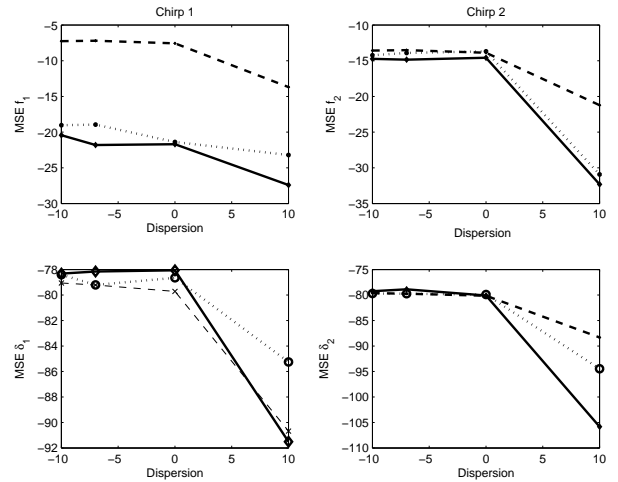 Chirp 1
−5
−10
−15
−20
−25
−30
MSE f1
−10 −5 0 5 10
Dispersion
Chirp 2
−10
−15
−20
−25
−30
−35
MSE f2
−10 −5 0 5 10
Dispersion
−78
−80
−82
−84
−86
−88
−90
−92
MSE δ1
−10 −5 0 5 10
Dispersion
−75
−80
−85
−90
−95
−100
−105
−110
MSE δ2
−10 −5 0 5 10
Dispersion